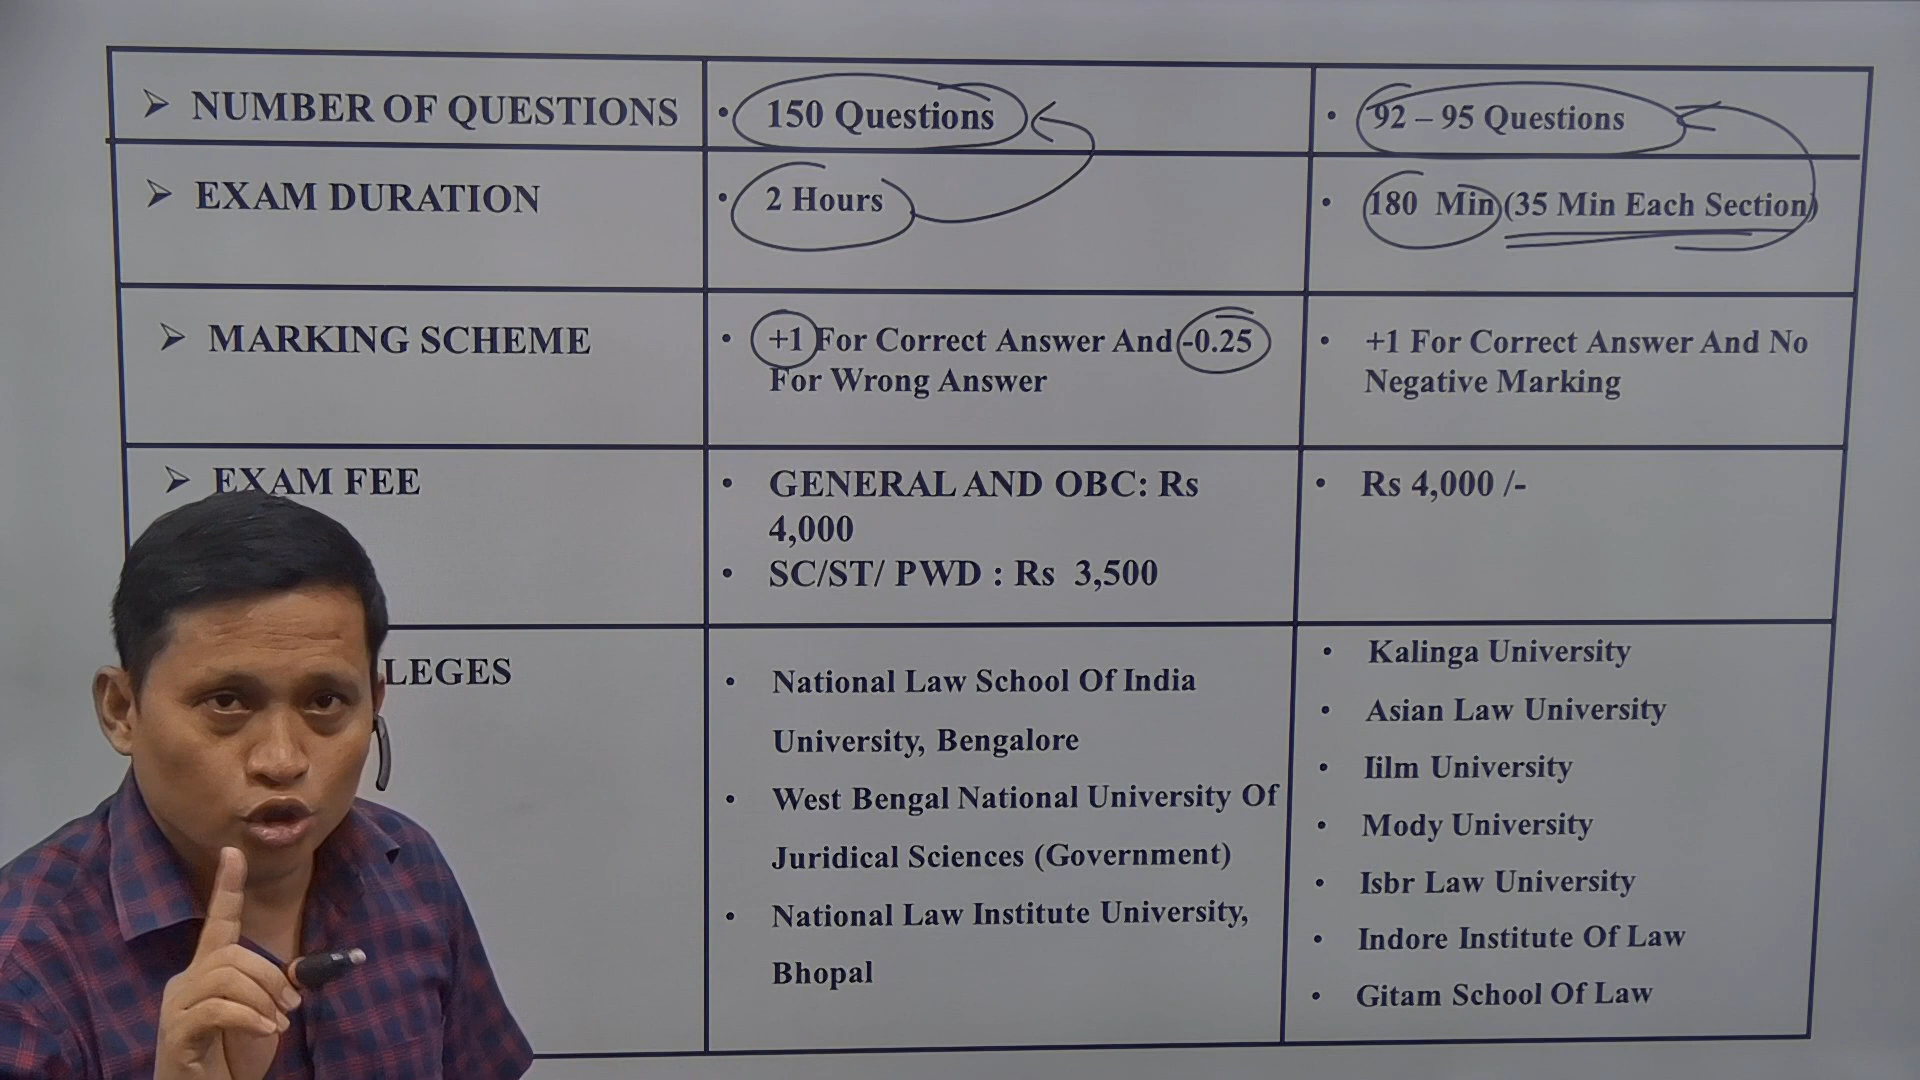 ➢ NUMBER OF QUESTIONS
• 150 Questions
• 92 – 95 Questions
➢ EXAM DURATION
• 2 Hours
• 180 Min (35 Min Each Section)
➢ MARKING SCHEME
• +1 For Correct Answer And -0.25
For Wrong Answer
• +1 For Correct Answer And No
Negative Marking
➢ EXAM FEE
• GENERAL AND OBC: Rs
4,000
• SC/ST/ PWD : Rs 3,500
• Rs 4,000 /-
LEGES
• National Law School Of India
University, Bengalore
• West Bengal National University Of
Juridical Sciences (Government)
• National Law Institute University,
Bhopal
• Kalinga University
• Asian Law University
• Iilm University
• Mody University
• Isbr Law University
• Indore Institute Of Law
• Gitam School Of Law